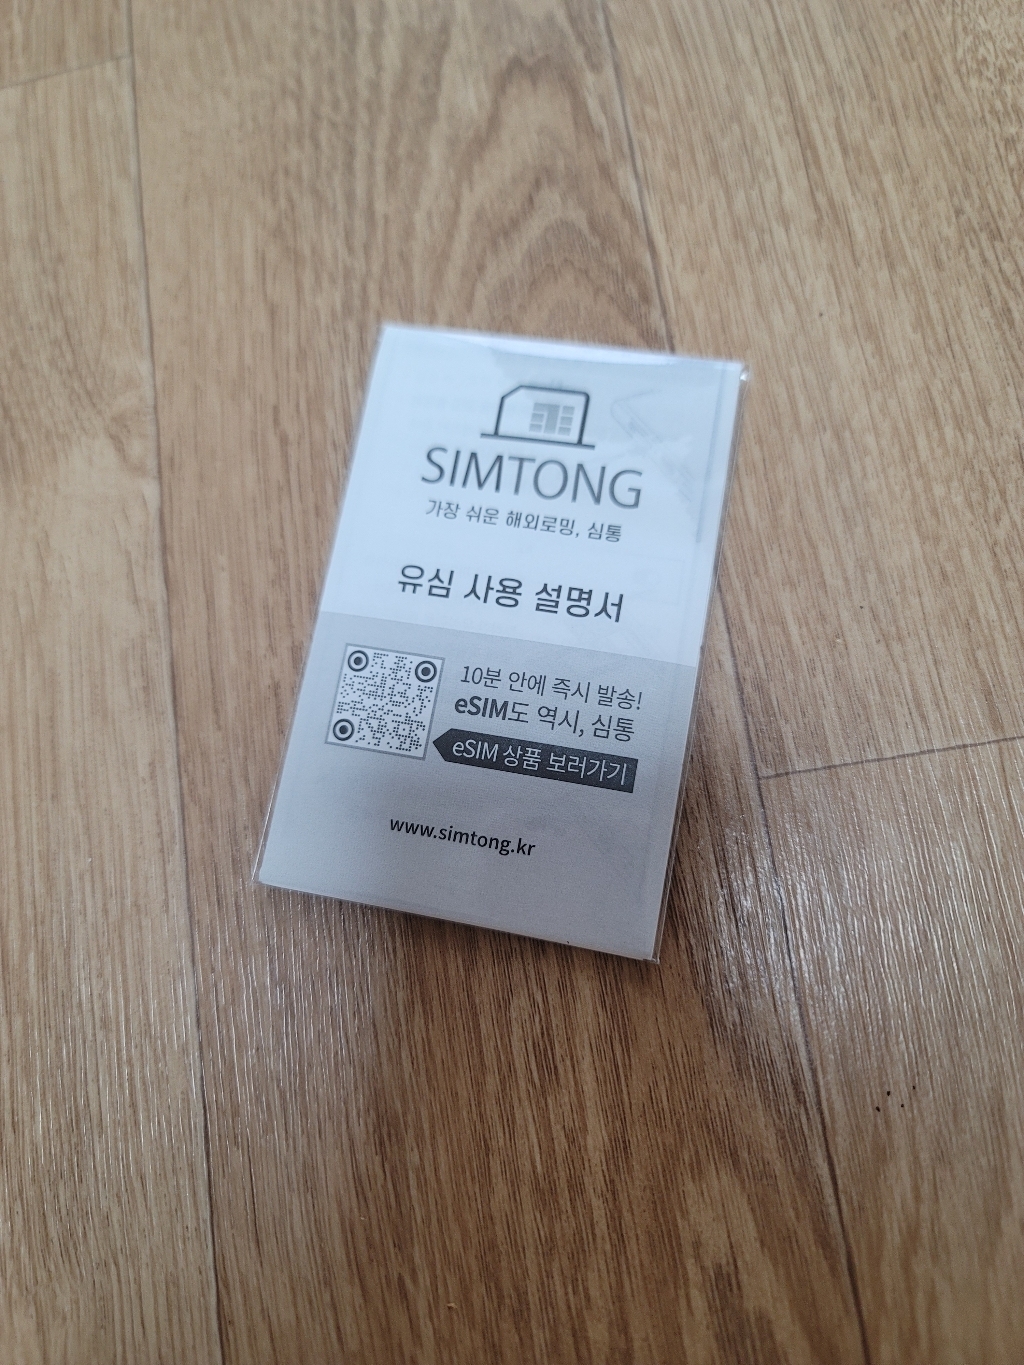 SIMTONG
가장 쉬운 해외로밍, 심통
유심 사용 설명서
10분 안에 즉시 발송!
eSIM도 역시, 심통
eSIM 상품 보러가기
www.simtong.kr